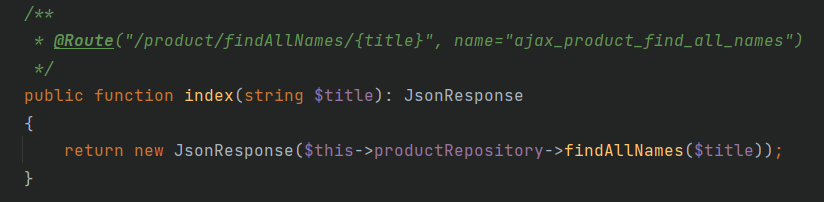 /**
 * @Route("/product/findAllNames/{title}", name="ajax_product_find_all_names")
 */
public function index(string $title): JsonResponse
{
    return new JsonResponse($this->productRepository->findAllNames($title));
}